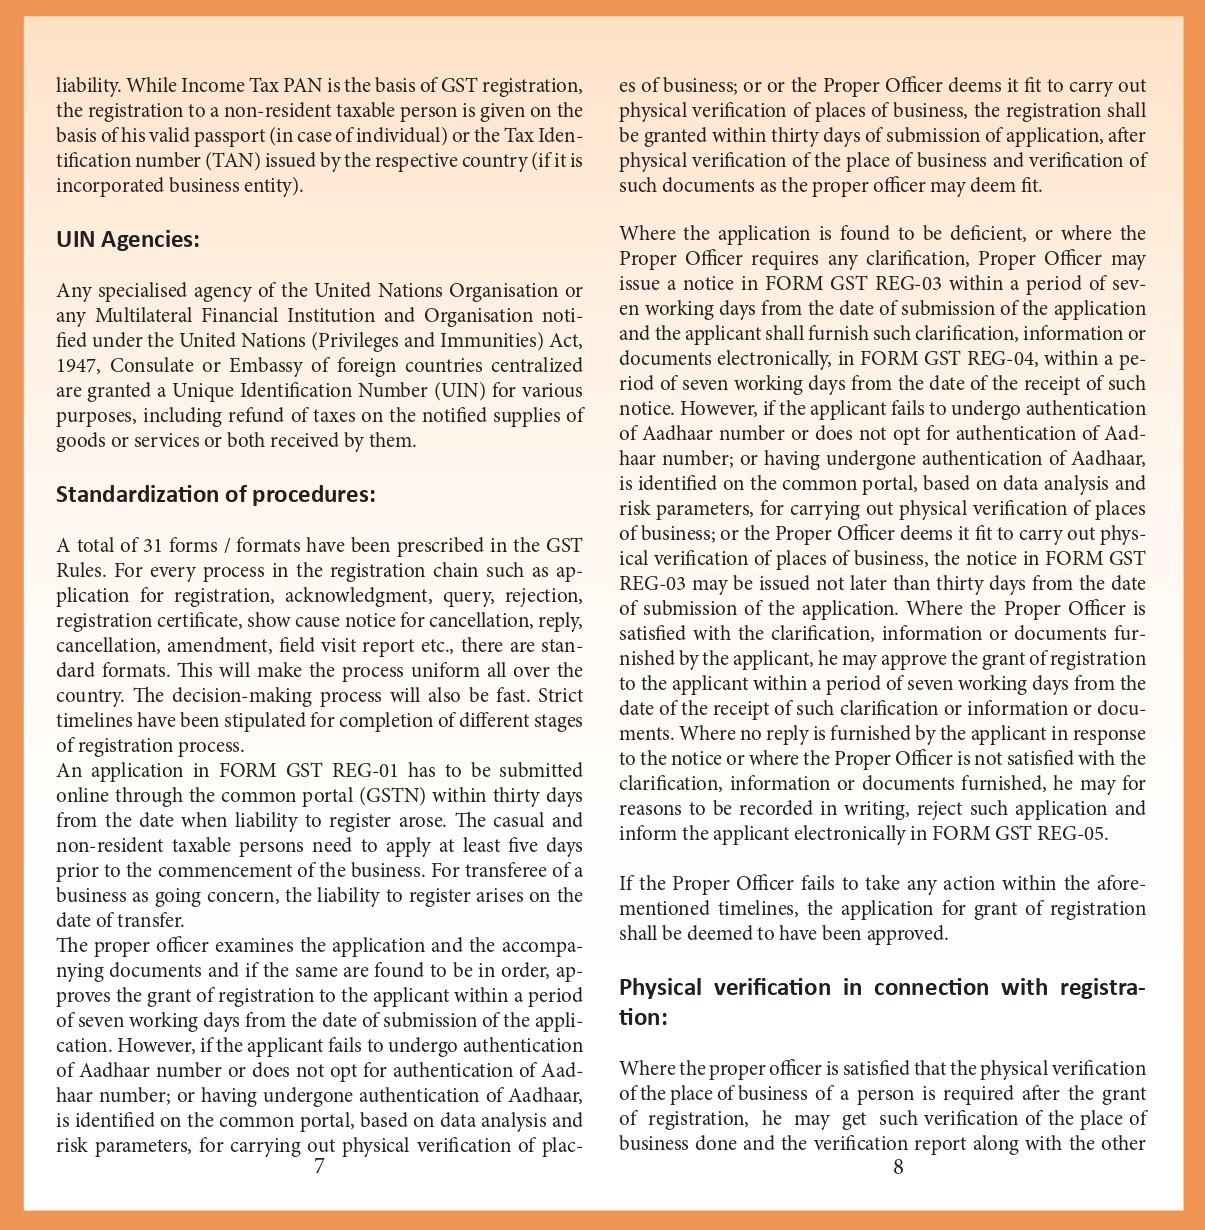 liability. While Income Tax PAN is the basis of GST registration,
the registration to a non-resident taxable person is given on the
basis of his valid passport (in case of individual) or the Tax Iden-
tification number (TAN) issued by the respective country (if it is
incorporated business entity).
UIN Agencies:
Any specialised agency of the United Nations Organisation or
any Multilateral Financial Institution and Organisation noti-
fied under the United Nations (Privileges and Immunities) Act,
1947, Consulate or Embassy of foreign countries centralized
are granted a Unique Identification Number (UIN) for various
purposes, including refund of taxes on the notified supplies of
goods or services or both received by them.
Standardization of procedures:
A total of 31 forms / formats have been prescribed in the GST
Rules. For every process in the registration chain such as ap-
plication for registration, acknowledgment, query, rejection,
registration certificate, show cause notice for cancellation, reply,
cancellation, amendment, field visit report etc., there are stan-
dard formats. This will make the process uniform all over the
country. The decision-making process will also be fast. Strict
timelines have been stipulated for completion of different stages
of registration process.
An application in FORM GST REG-01 has to be submitted
online through the common portal (GSTN) within thirty days
from the date when liability to register arose. The casual and
non-resident taxable persons need to apply at least five days
prior to the commencement of the business. For transferee of a
business as going concern, the liability to register arises on the
date of transfer.
The proper officer examines the application and the accompa-
nying documents and if the same are found to be in order, ap-
proves the grant of registration to the applicant within a period
of seven working days from the date of submission of the appli-
cation. However, if the applicant fails to undergo authentication
of Aadhaar number or does not opt for authentication of Aad-
haar number; or having undergone authentication of Aadhaar,
is identified on the common portal, based on data analysis and
risk parameters, for carrying out physical verification of plac-
7
es of business; or or the Proper Officer deems it fit to carry out
physical verification of places of business, the registration shall
be granted within thirty days of submission of application, after
physical verification of the place of business and verification of
such documents as the proper officer may deem fit.
Where the application is found to be deficient, or where the
Proper Officer requires any clarification, Proper Officer may
issue a notice in FORM GST REG-03 within a period of sev-
en working days from the date of submission of the application
and the applicant shall furnish such clarification, information or
documents electronically, in FORM GST REG-04, within a pe-
riod of seven working days from the date of the receipt of such
notice. However, if the applicant fails to undergo authentication
of Aadhaar number or does not opt for authentication of Aad-
haar number; or having undergone authentication of Aadhaar,
is identified on the common portal, based on data analysis and
risk parameters, for carrying out physical verification of places
of business; or the Proper Officer deems it fit to carry out phys-
ical verification of places of business, the notice in FORM GST
REG-03 may be issued not later than thirty days from the date
of submission of the application. Where the Proper Officer is
satisfied with the clarification, information or documents fur-
nished by the applicant, he may approve the grant of registration
to the applicant within a period of seven working days from the
date of the receipt of such clarification or information or docu-
ments. Where no reply is furnished by the applicant in response
to the notice or where the Proper Officer is not satisfied with the
clarification, information or documents furnished, he may for
reasons to be recorded in writing, reject such application and
inform the applicant electronically in FORM GST REG-05.
If the Proper Officer fails to take any action within the afore-
mentioned timelines, the application for grant of registration
shall be deemed to have been approved.
Physical verification in connection with registra-
tion:
Where the proper officer is satisfied that the physical verification
of the place of business of a person is required after the grant
of registration, he may get such verification of the place of
business done and the verification report along with the other
8